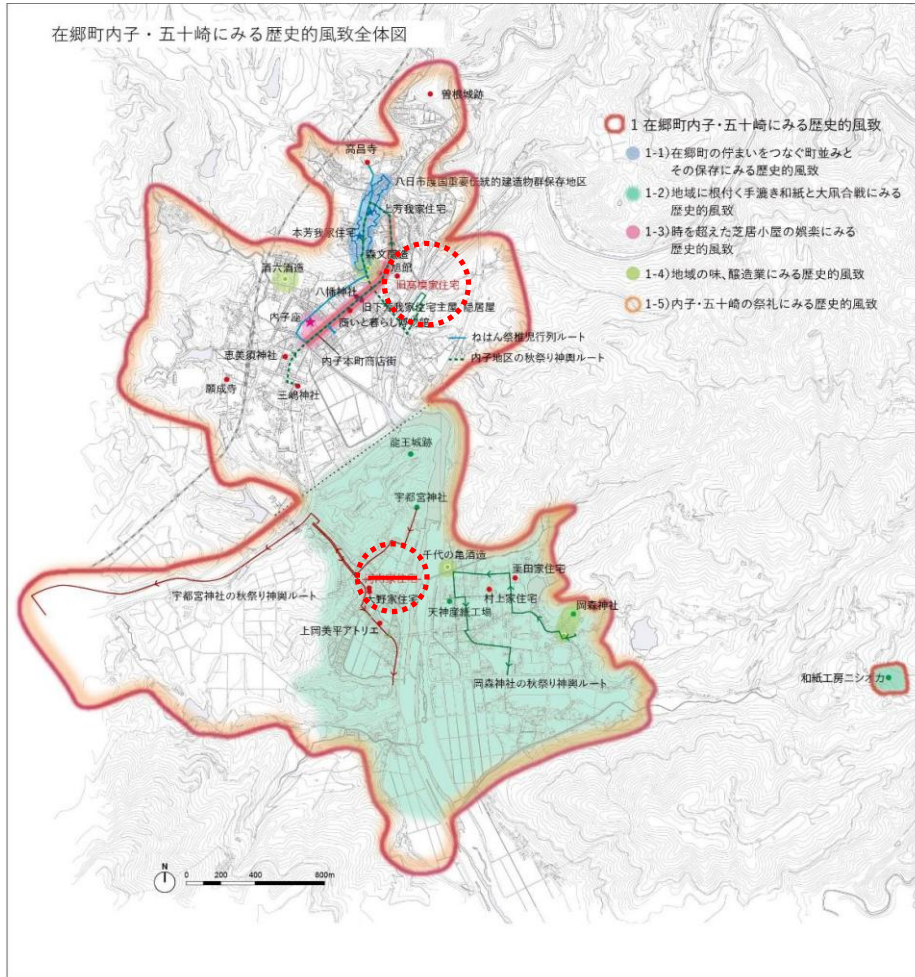 在郷町内子・五十崎にみる歴史的風致全体図
曽根城跡
1 在郷町内子・五十崎にみる歴史的風致
1-1)在郷町の佇まいをつなぐ町並みと
その保存にみる歴史的風致
1-2)地域に根付く手漉き和紙と大凧合戦にみる
歴史的風致
1-3)時を超えた芝居小屋の娯楽にみる
歴史的風致
1-4)地域の味、醸造業にみる歴史的風致
1-5)内子・五十崎の祭礼にみる歴史的風致
高昌寺
八日市護国重要伝統的建造物群保存地区
上芳我家住宅
本芳我家住宅
森文醸造
旭館
酒六酒造
旧高橋家住宅
八幡神社
旧下芳我家住宅主屋・隠居屋
内子座
商いと暮らし博物館
ねはん祭稚児行列ルート
恵美須神社
内子本町商店街
内子地区の秋祭り神輿ルート
願成寺
三嶋神社
龍王城跡
宇都宮神社
千代の亀酒造
宇都宮神社の秋祭り神輿ルート
大野家住宅
天神産紙工場
村上家住宅
岡森神社
上岡美平アトリエ
岡森神社の秋祭り神輿ルート
和紙工房ニシオカ
N
0 200 400 800m